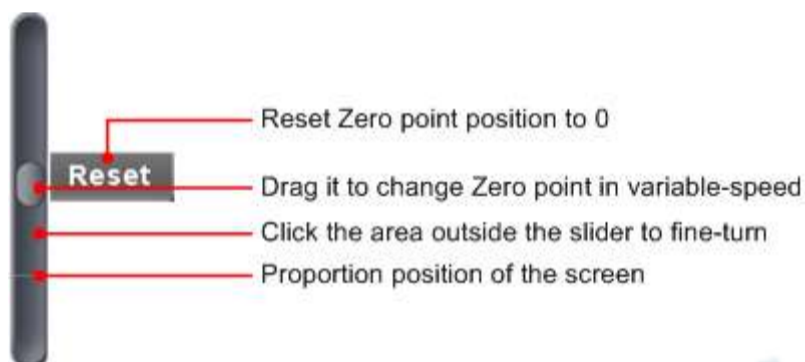 Reset Zero point position to 0
Reset
Drag it to change Zero point in variable-speed
Click the area outside the slider to fine-turn
Proportion position of the screen